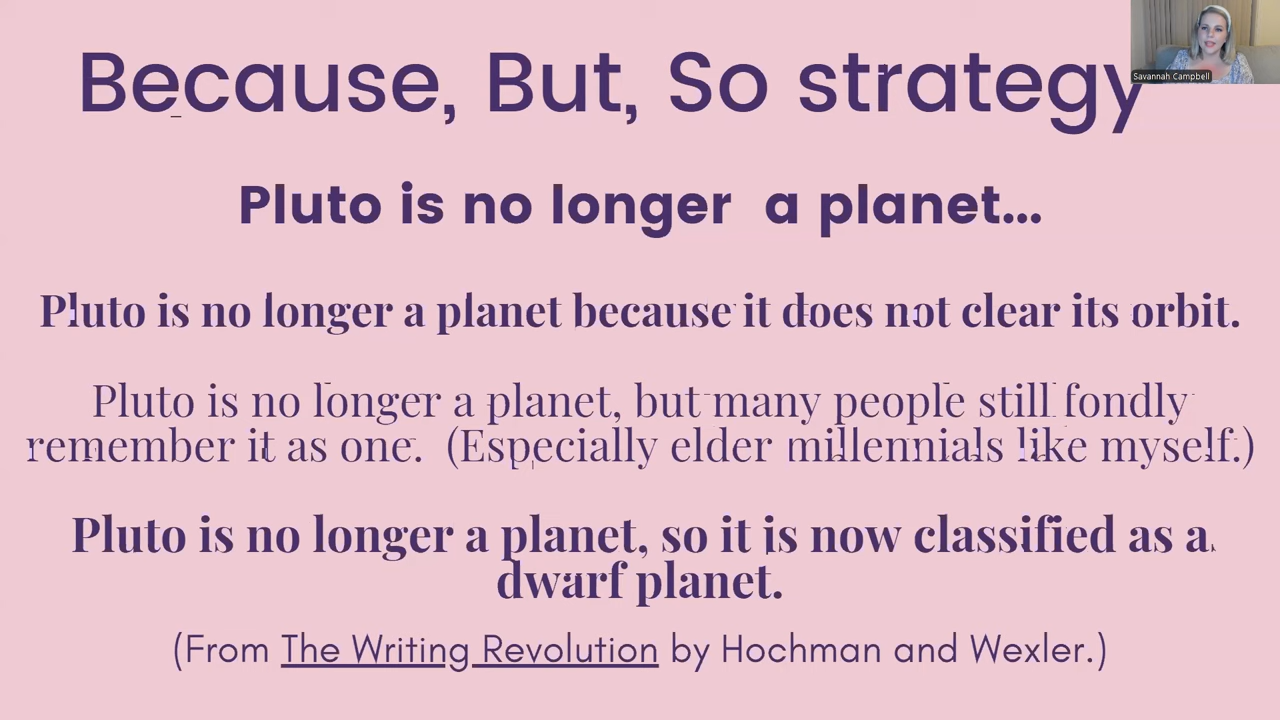 Because, But, So strategy
Savannah Campbell
Pluto is no longer a planet...
Pluto is no longer a planet because it does not clear its orbit.
Pluto is no longer a planet, but many people still fondly
remember it as one. (Especially elder millennials like myself.)
Pluto is no longer a planet, so it is now classified as a
dwarf planet.
(From The Writing Revolution by Hochman and Wexler.)